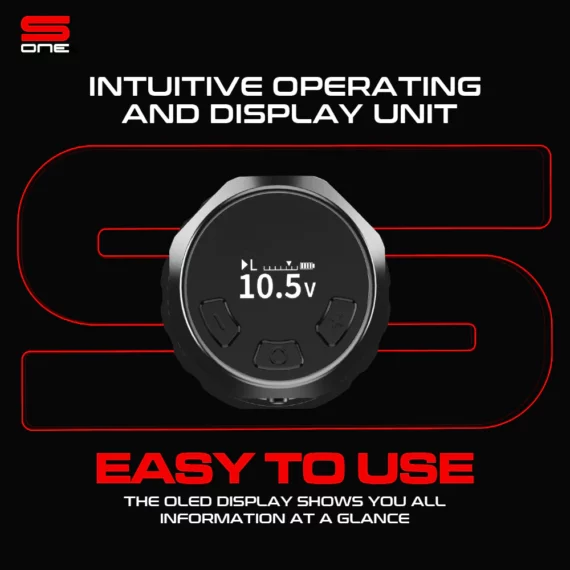 S
ONE
INTUITIVE OPERATING
AND DISPLAY UNIT
L
10.5V
EASY TO USE
THE OLED DISPLAY SHOWS YOU ALL
INFORMATION AT A GLANCE